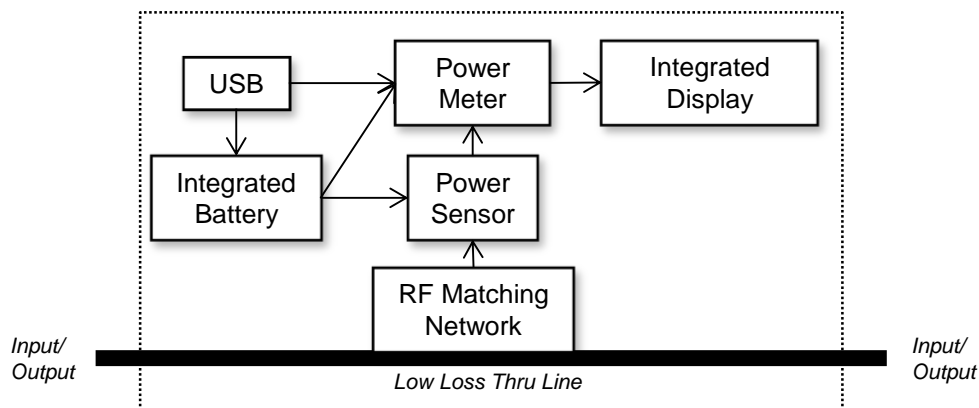 USB
Power
Meter
Integrated
Display
Integrated
Battery
Power
Sensor
RF Matching
Network
Input/
Output
Low Loss Thru Line
Input/
Output